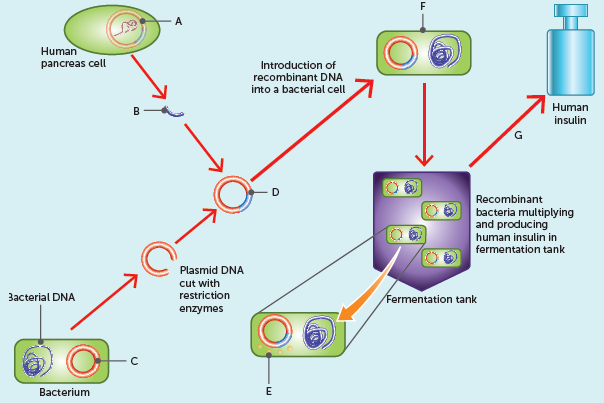 A
Human
pancreas cell
B
Introduction of
recombinant DNA
into a bacterial cell
F
Human
insulin
G
D
Plasmid DNA
cut with
restriction
enzymes
Recombinant
bacteria multiplying
and producing
human insulin in
fermentation tank
Fermentation tank
Bacterial DNA
C
Bacterium
E